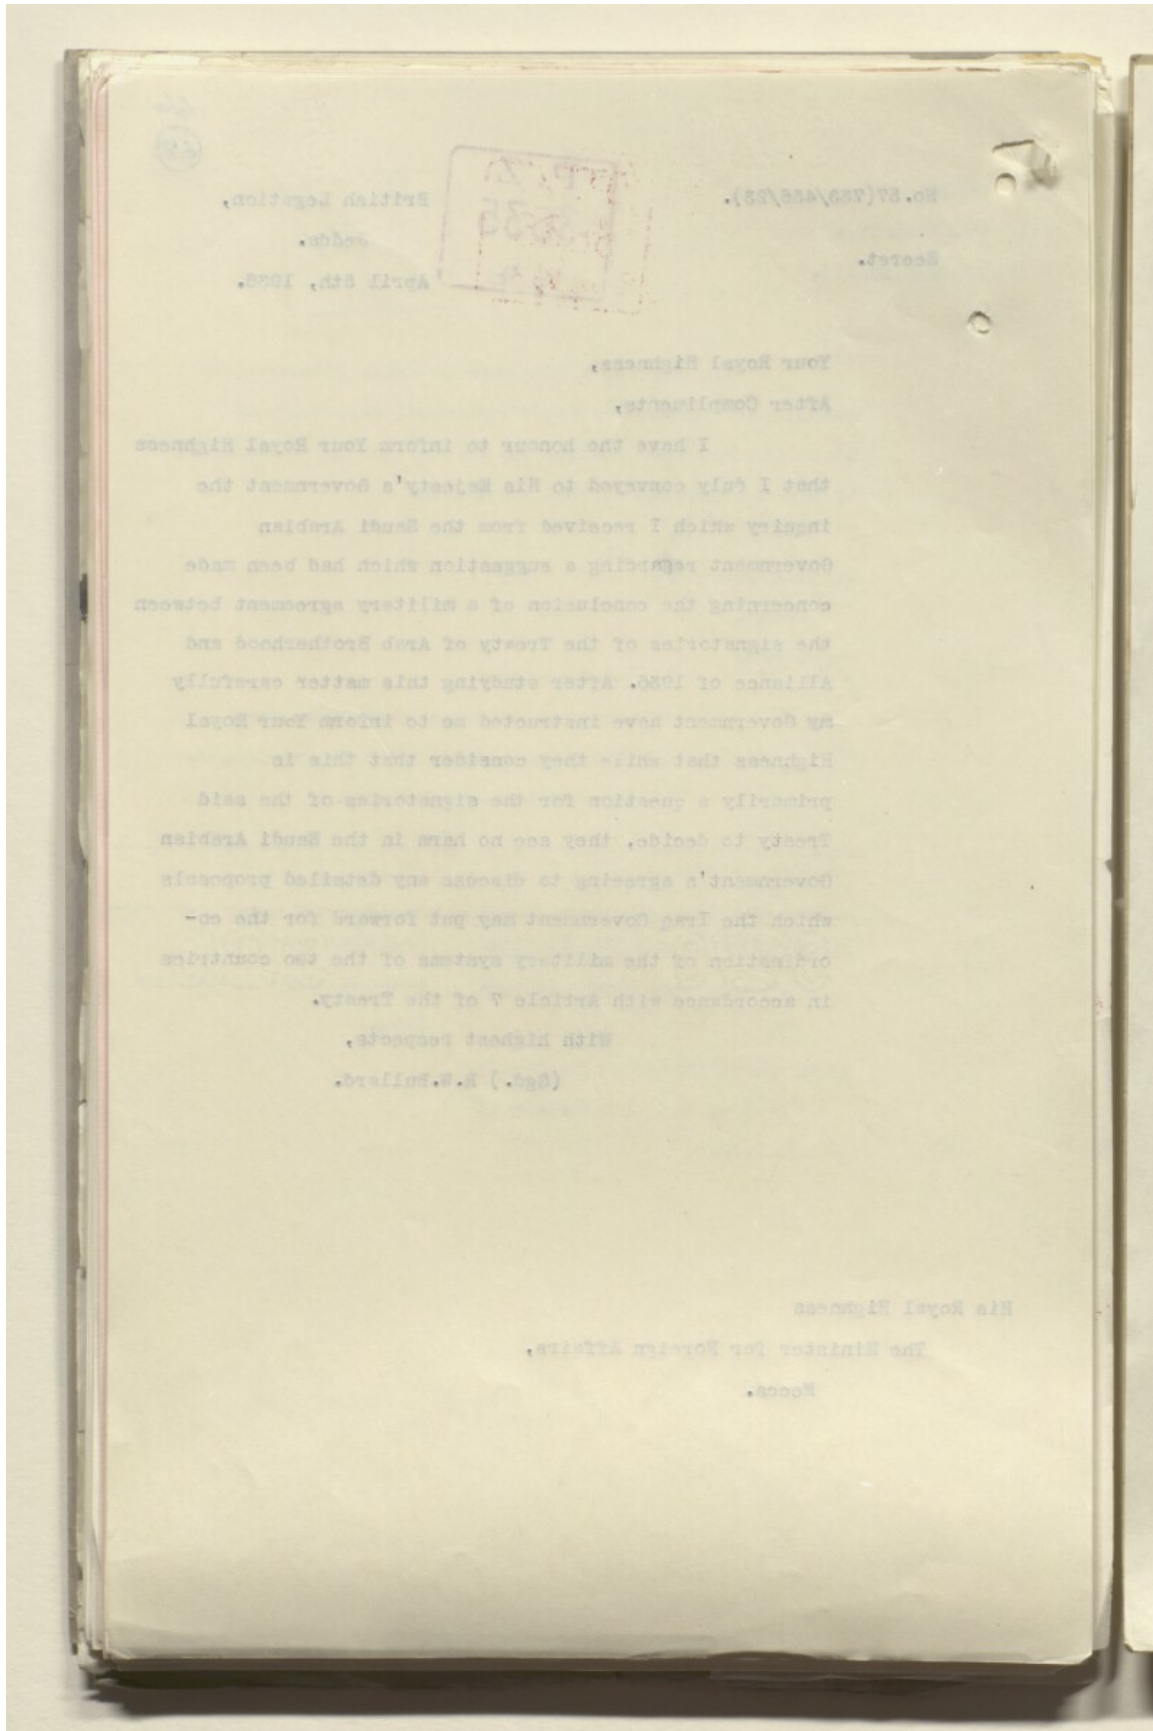 British Legation,
Jedda.
April 5th, 1938.
Secret.
Your Royal Highness,
After Compliments,
I have the honour to inform Your Royal Highness
that I duly conveyed to His Majesty's Government the
inquiry which I received from the Saudi Arabian
Government regarding a suggestion which had been made
concerning the conclusion of a military agreement between
the signatories of the Treaty of Arab Brotherhood and
Alliance of 1936. After studying this matter carefully
my Government have instructed me to inform Your Royal
Highness that while they consider that this is
primarily a question for the signatories of the said
Treaty to decide, they see no harm in the Saudi Arabian
Government's agreeing to discuss any detailed proposals
which the Iraq Government may put forward for the co-
ordination of the military systems of the two countries
in accordance with Article 7 of the Treaty.
With highest respects,
(Sgd.) R.W.Bullard.
His Royal Highness
The Minister for Foreign Affairs,
Mecca.